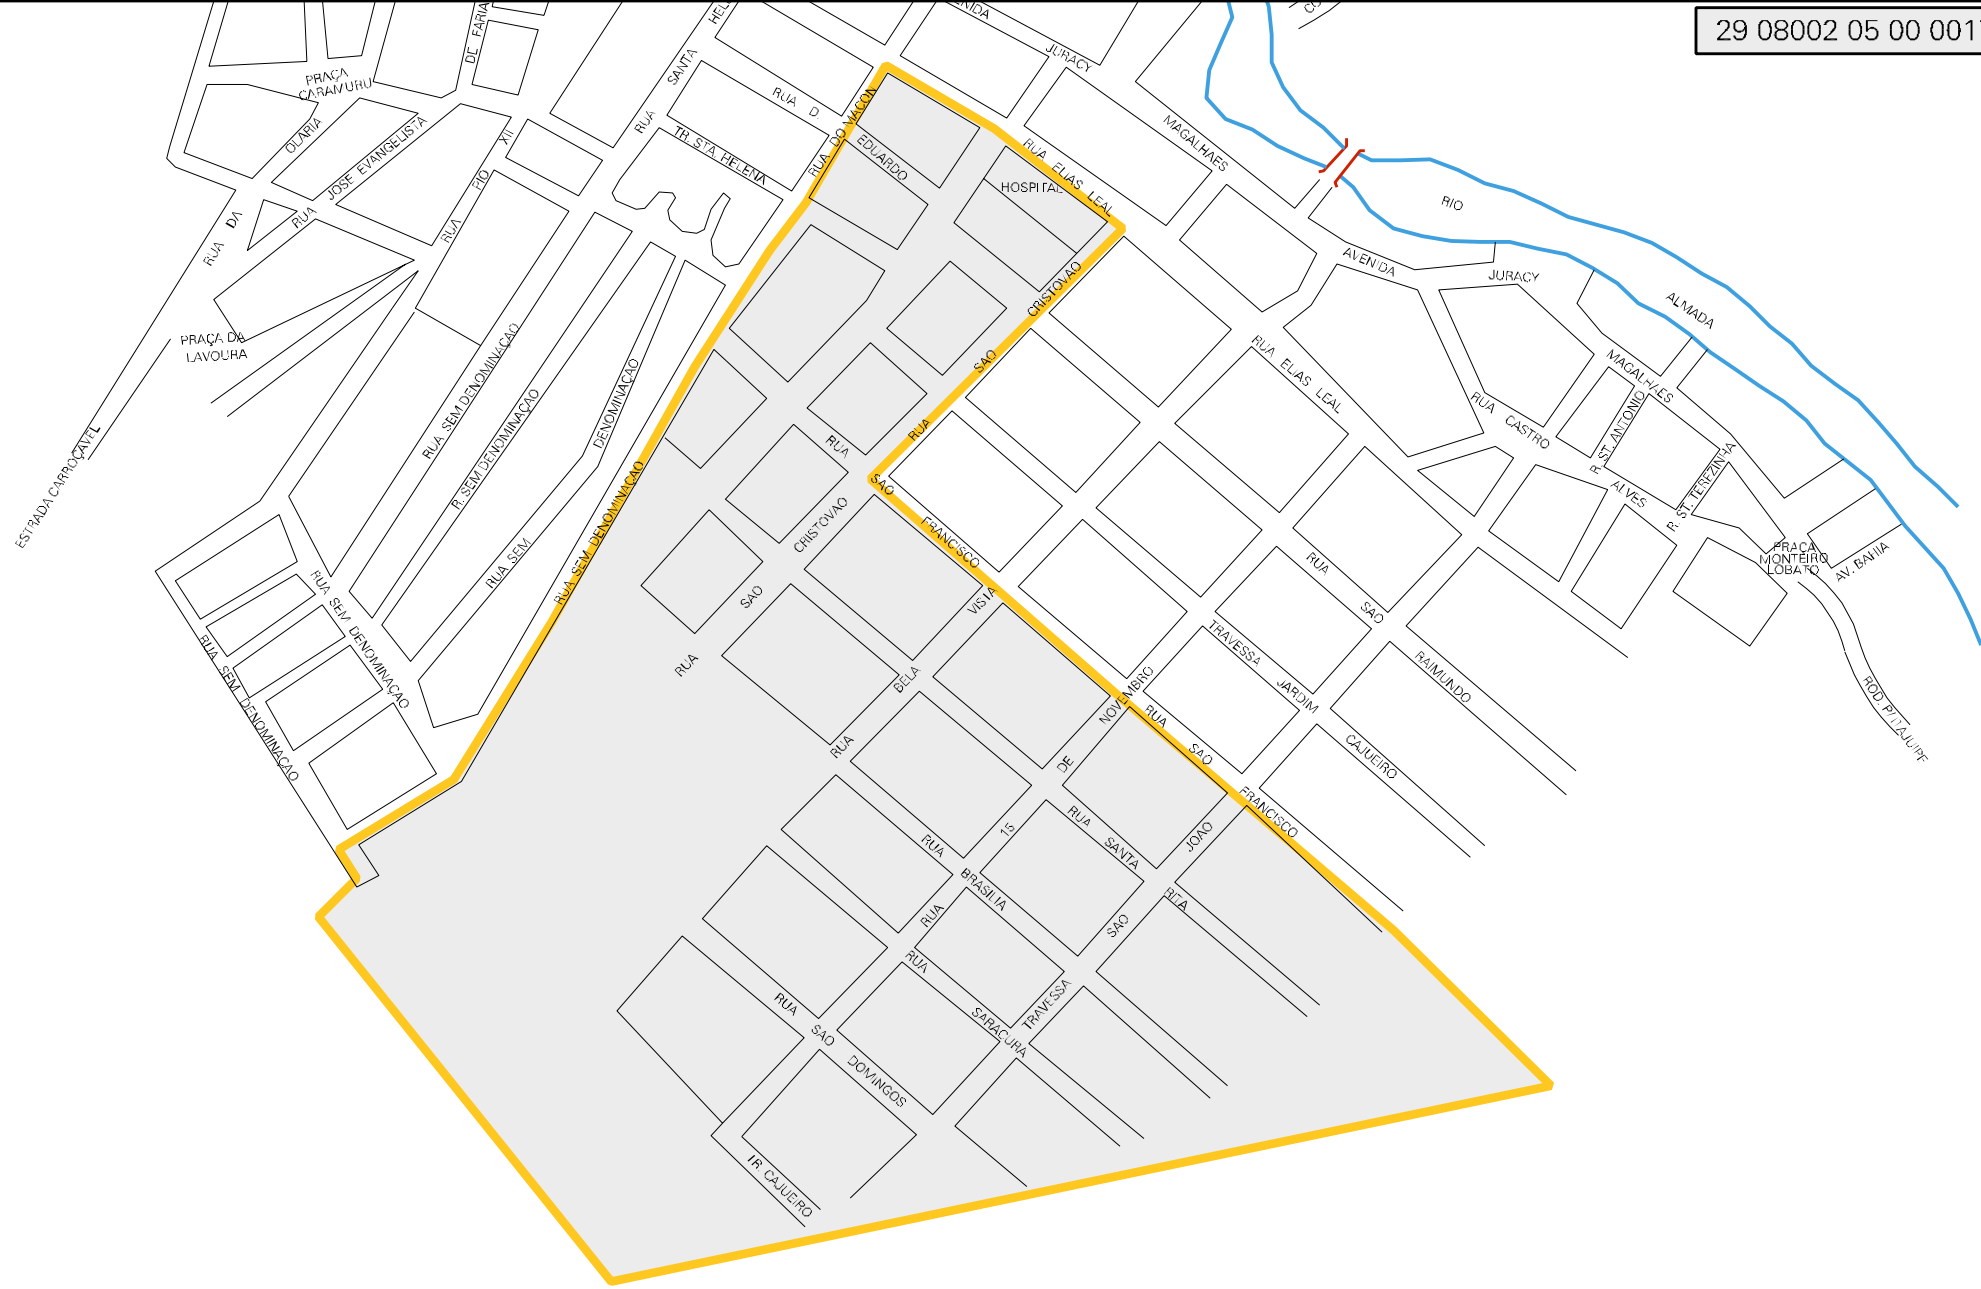 29 08002 05 00 001
DE FARIA
SANTA
JURACY
PRAÇA
CARAMURU
RUA D
EDUARDO
RUA DO MACON
OLARIA
RUA JOSE EVANGELISTA
RUA PIO XII
RUA
TR. STA. HELENA
MAGALHAES
RUA ELIAS LEAL
HOSPITAL
RIO
ALMADA
RUA DA
AVENIDA
JURACY
MAGALHAES
PRAÇA DA
LAVOURA
RUA SAO CRISTOVAO
RUA ELIAS LEAL
RUA CASTRO
ALVES
R. ST. ANTONIO
R. ST. TEREZINHA
PRAÇA
MONTEIRO
LOBATO
AV. BAHIA
ESTRADA CARROÇAVEL
RUA SEM DENOMINAÇAO
R. SEM DENOMINAÇAO
RUA SEM
DENOMINAÇAO
RUA SEM DENOMINAÇAO
RUA
SAO
FRANCISCO
RUA SAO CRISTOVAO
RUA SEM DENOMINAÇAO
RUA SEM DENOMINAÇAO
RUA BELA VISTA
RUA SAO RAIMUNDO
TRAVESSA JARDIM
CAJUEIRO
RUA 15 DE NOVEMBRO
RUA SAO FRANCISCO
RUA SANTA RITA
TRAVESSA SAO JOAO
RUA BRASILIA
RUA SARACURA
RUA SAO DOMINGOS
CAJUEIRO